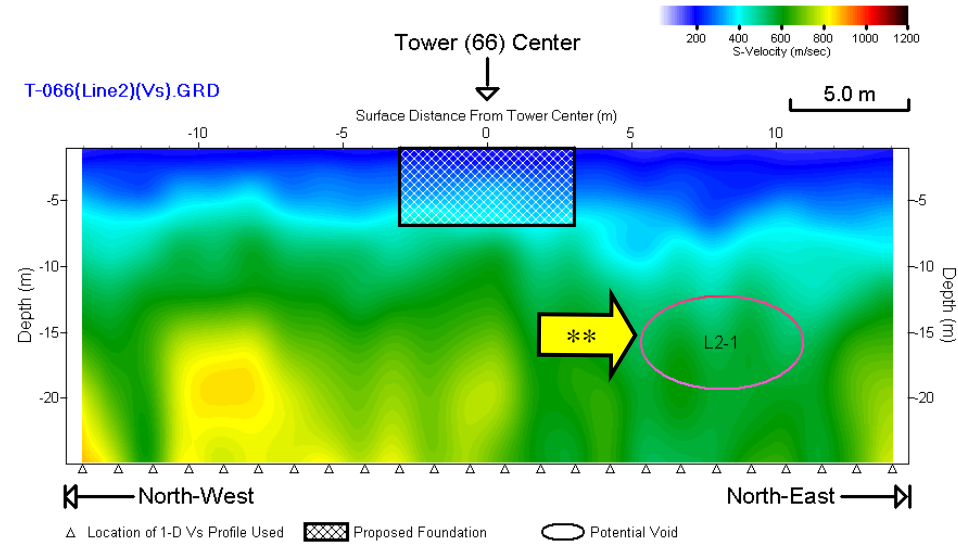 200 400 600 800 1000 1200
S-Velocity (m/sec)
Tower (66) Center
T-066(Line2)(Vs).GRD
5.0 m
Surface Distance From Tower Center (m)
-10 -5 0 5 10
-5 -5
-10 -10
-15 -15
-20 -20
Depth (m)
Depth (m)
**
L2-1
North-West
North-East
Location of 1-D Vs Profile Used
Proposed Foundation
Potential Void